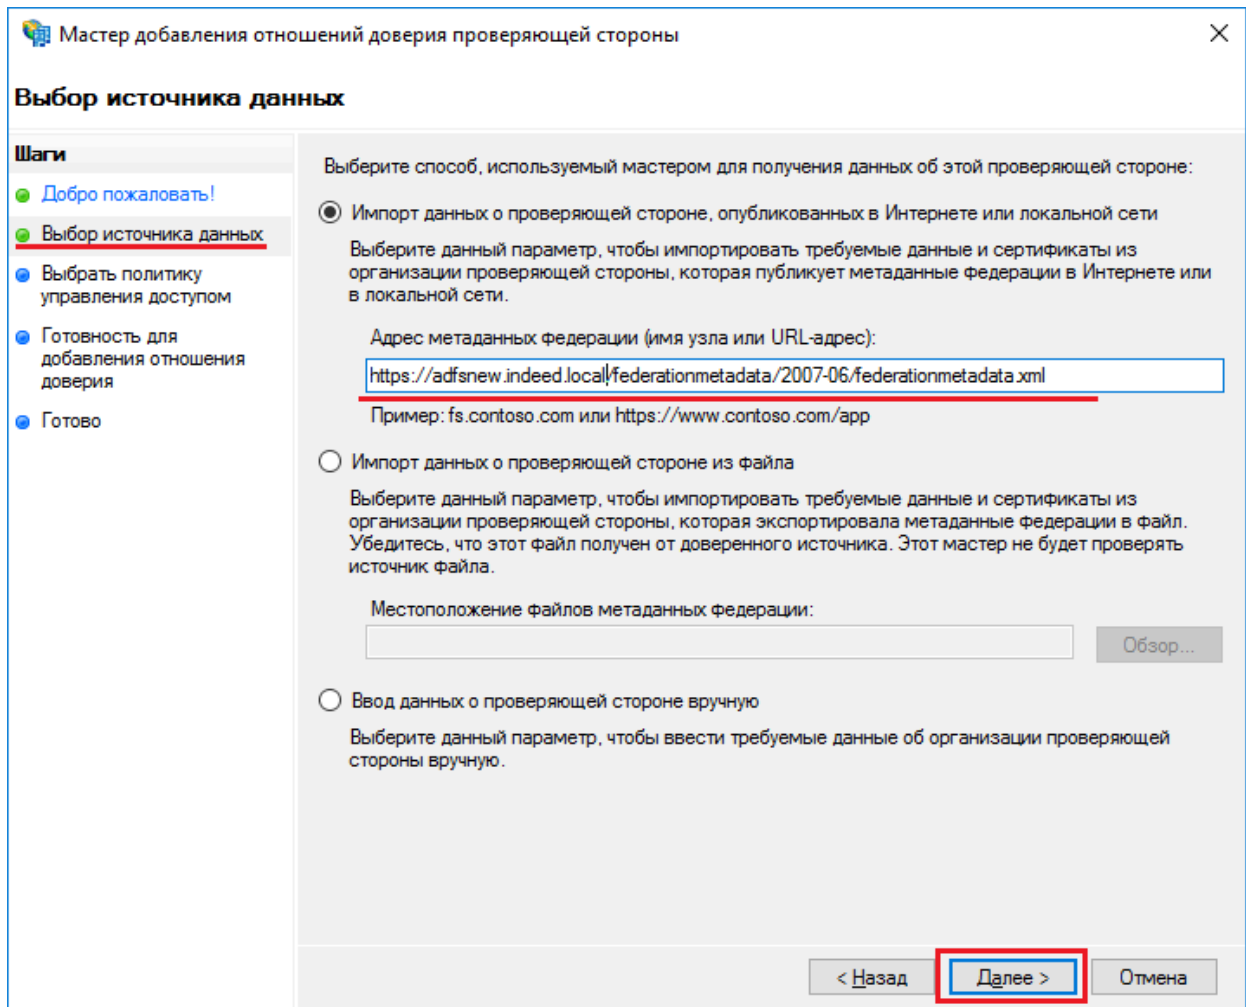 Мастер добавления отношений доверия проверяющей стороны
Выбор источника данных
Шаги
Добро пожаловать!
Выбор источника данных
Выбрать политику
управления доступом
Готовность для
добавления отношения
доверия
Готово
Выберите способ, используемый мастером для получения данных об этой проверяющей стороне:
Импорт данных о проверяющей стороне, опубликованных в Интернете или локальной сети
Выберите данный параметр, чтобы импортировать требуемые данные и сертификаты из
организации проверяющей стороны, которая публикует метаданные федерации в Интернете или
в локальной сети.
Адрес метаданных федерации (имя узла или URL-адрес):
https://adfsnew.indeed.local/federationmetadata/2007-06/federationmetadata.xml
Пример: fs.contoso.com или https://www.contoso.com/app
Импорт данных о проверяющей стороне из файла
Выберите данный параметр, чтобы импортировать требуемые данные и сертификаты из
организации проверяющей стороны, которая экспортировала метаданные федерации в файл.
Убедитесь, что этот файл получен от доверенного источника. Этот мастер не будет проверять
источник файла.
Местоположение файлов метаданных федерации:
Обзор...
Ввод данных о проверяющей стороне вручную
Выберите данный параметр, чтобы ввести требуемые данные об организации проверяющей
стороны вручную.
< Назад
Далее >
Отмена